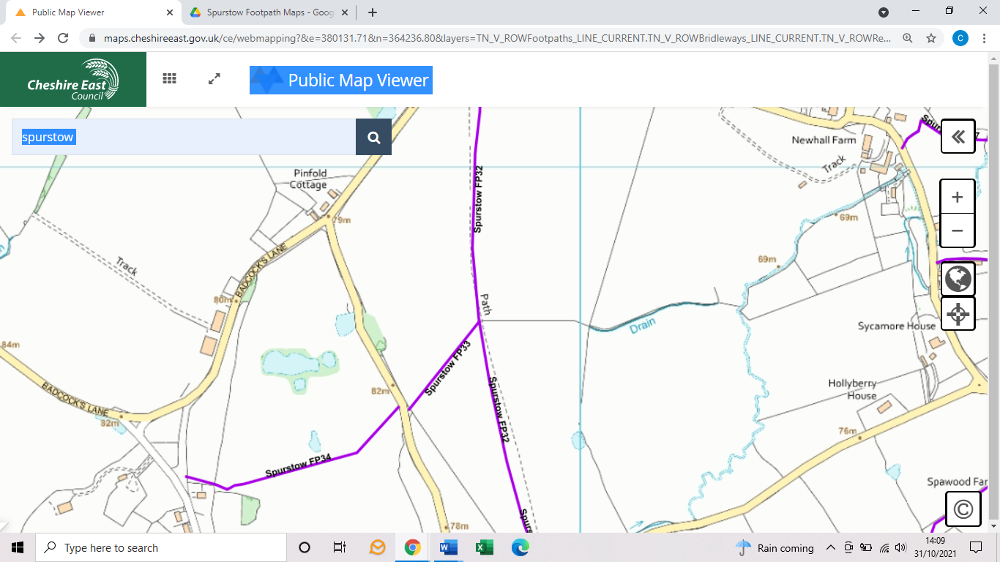 Public Map Viewer
Spurstow Footpath Maps - Goog
maps.cheshireeast.gov.uk/ce/webmapping?&e=380131.71&n=364236.80&layers=TN_V_ROWFootpaths_LINE_CURRENT.TN_V_ROWBridleways_LINE_CURRENT.TN_V_ROWRe...
C
Cheshire East
Council
Public Map Viewer
spurstow
Newhall Farm
Spur
7
Track
Pinfold
Cottage
Spurstow FP32
79m
69m
Track
BADCOCK'S LANE
69m
80m
Path
Drain
Sycamore House
84m
Spurstow FP33
BADCOCK'S LANE
82m
Spurstow FP32
Hollyberry
House
82m
76m
Spurstow FP34
Spawood Far
Spurs
78m
©
Type here to search
Rain coming
14:09
31/10/2021